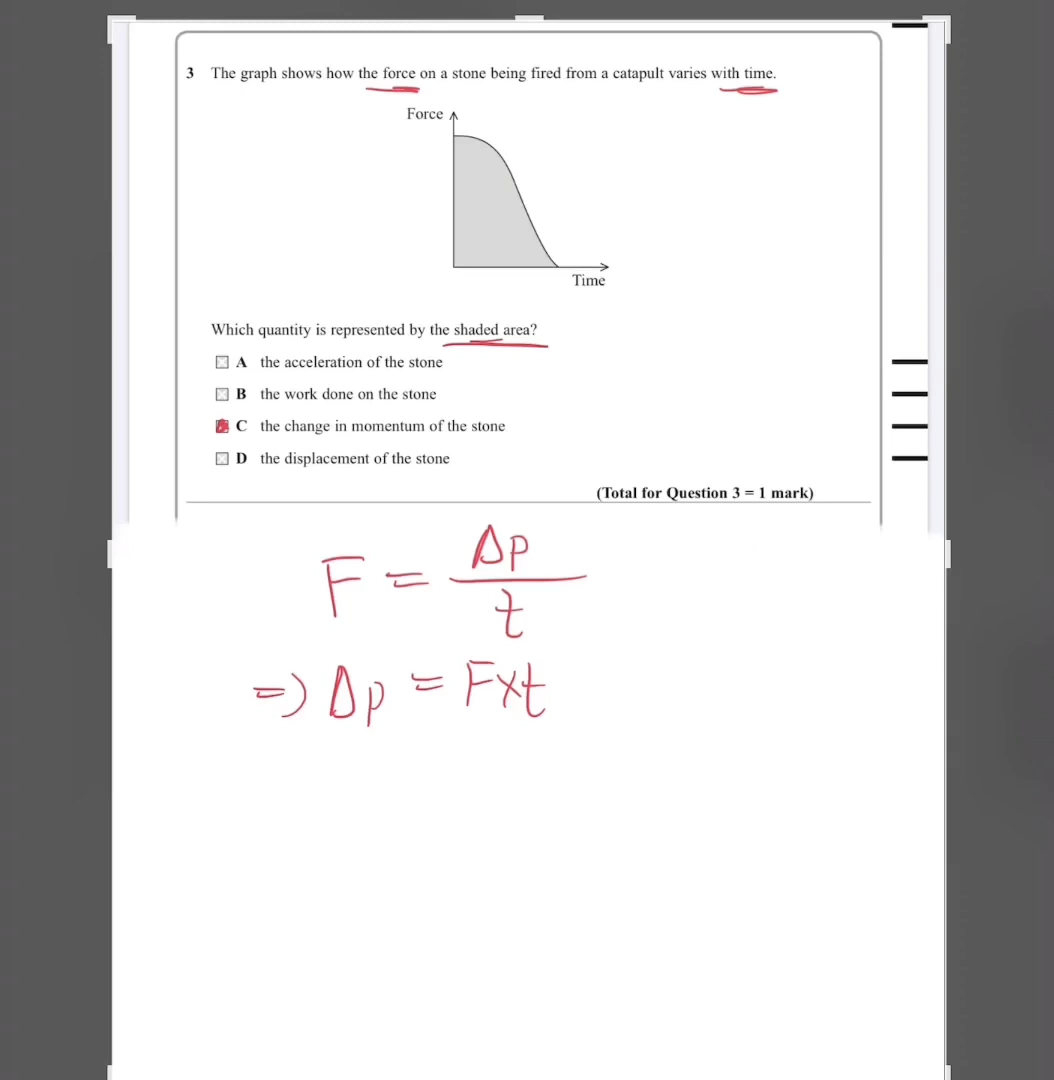 3 The graph shows how the force on a stone being fired from a catapult varies with time.
Force
Time
Which quantity is represented by the shaded area?
A the acceleration of the stone
B the work done on the stone
C the change in momentum of the stone
D the displacement of the stone
(Total for Question 3 = 1 mark)
F = Δp / t
=> Δp = F×t